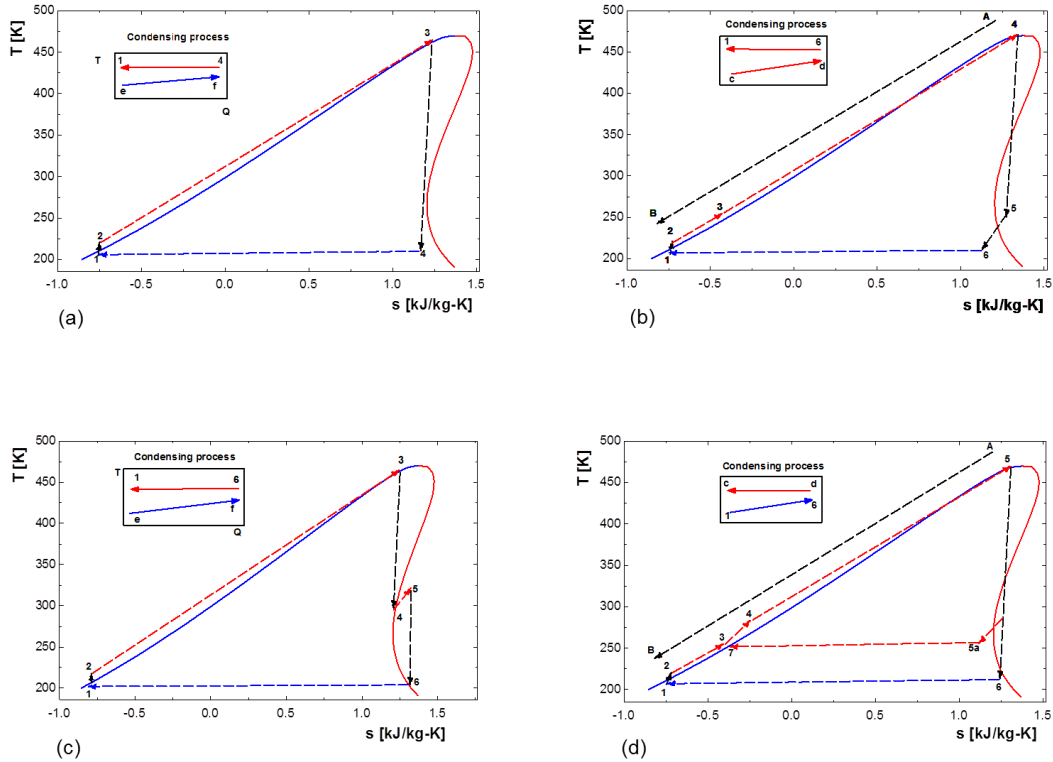 T [K]
500
450
400
350
300
250
200
-1.0
-0.5
0.0
0.5
1.0
1.5
s [kJ/kg-K]
Condensing process
T
1
4
e
f
Q
1
2
3
4
(a)
T [K]
500
450
400
350
300
250
200
-1.0
-0.5
0.0
0.5
1.0
1.5
s [kJ/kg-K]
Condensing process
1
6
c
d
A
B
1
2
3
4
5
6
(b)
T [K]
500
450
400
350
300
250
200
-1.0
-0.5
0.0
0.5
1.0
1.5
s [kJ/kg-K]
Condensing process
T
1
6
e
f
Q
1
2
3
4
5
6
(c)
T [K]
500
450
400
350
300
250
200
-1.0
-0.5
0.0
0.5
1.0
1.5
s [kJ/kg-K]
Condensing process
c
d
1
6
A
B
1
2
3
4
5
5a
6
7
(d)